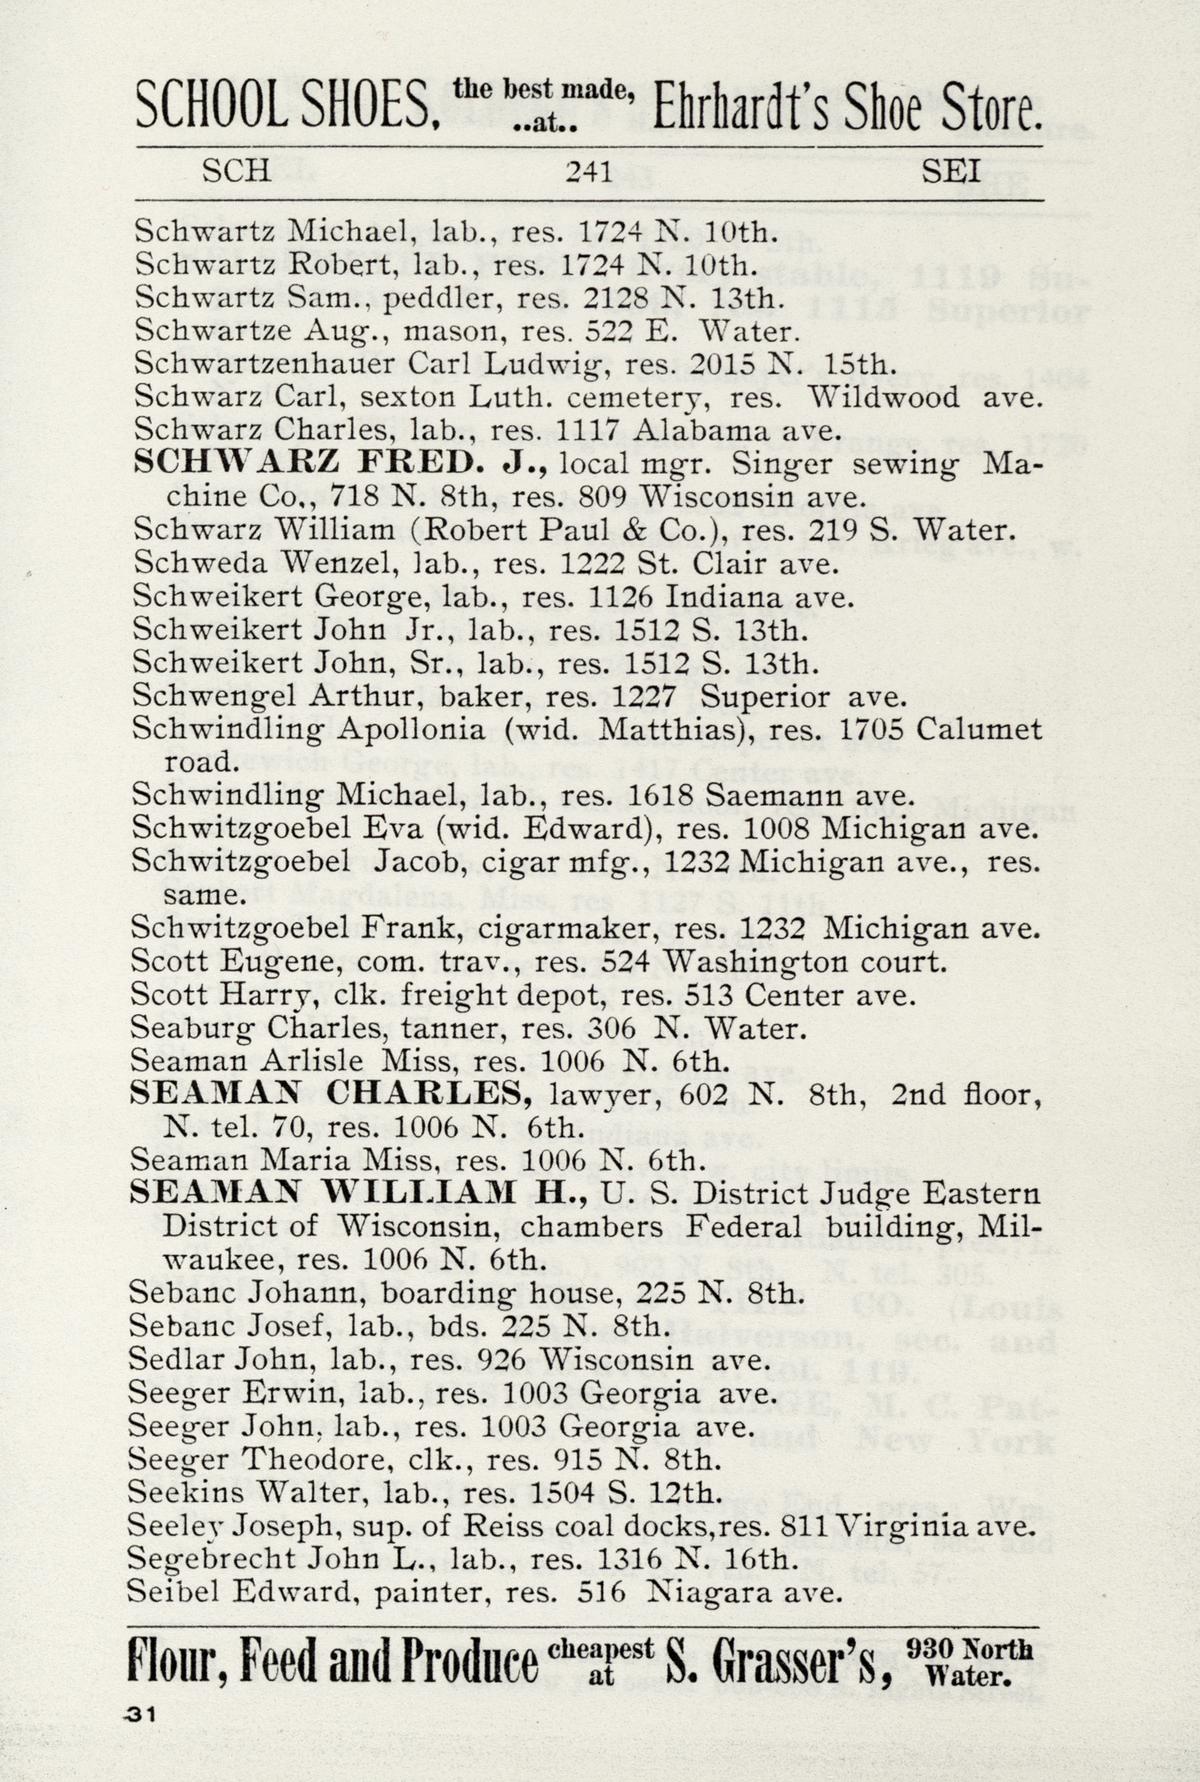 SCHOOL SHOES, the best made, ..at.. Ehrhardt's Shoe Store.
SCH 241 SEI
Schwartz Michael, lab., res. 1724 N. 10th.
Schwartz Robert, lab., res. 1724 N. 10th.
Schwartz Sam., peddler, res. 2128 N. 13th.
Schwartze Aug., mason, res. 522 E. Water.
Schwartzenhauer Carl Ludwig, res. 2015 N. 15th.
Schwarz Carl, sexton Luth. cemetery, res. Wildwood ave.
Schwarz Charles, lab., res. 1117 Alabama ave.
SCHWARZ FRED. J., local mgr. Singer sewing Ma-
chine Co., 718 N. 8th, res. 809 Wisconsin ave.
Schwarz William (Robert Paul & Co.), res. 219 S. Water.
Schweda Wenzel, lab., res. 1222 St. Clair ave.
Schweikert George, lab., res. 1126 Indiana ave.
Schweikert John Jr., lab., res. 1512 S. 13th.
Schweikert John, Sr., lab., res. 1512 S. 13th.
Schwengel Arthur, baker, res. 1227 Superior ave.
Schwindling Apollonia (wid. Matthias), res. 1705 Calumet
road.
Schwindling Michael, lab., res. 1618 Saemann ave.
Schwitzgoebel Eva (wid. Edward), res. 1008 Michigan ave.
Schwitzgoebel Jacob, cigar mfg., 1232 Michigan ave., res.
same.
Schwitzgoebel Frank, cigarmaker, res. 1232 Michigan ave.
Scott Eugene, com. trav., res. 524 Washington court.
Scott Harry, clk. freight depot, res. 513 Center ave.
Seaburg Charles, tanner, res. 306 N. Water.
Seaman Arlisle Miss, res. 1006 N. 6th.
SEAMAN CHARLES, lawyer, 602 N. 8th, 2nd floor,
N. tel. 70, res. 1006 N. 6th.
Seaman Maria Miss, res. 1006 N. 6th.
SEAMAN WILLIAM H., U. S. District Judge Eastern
District of Wisconsin, chambers Federal building, Mil-
waukee, res. 1006 N. 6th.
Sebanc Johann, boarding house, 225 N. 8th.
Sebanc Josef, lab., bds. 225 N. 8th.
Sedlar John, lab., res. 926 Wisconsin ave.
Seeger Erwin, lab., res. 1003 Georgia ave.
Seeger John, lab., res. 1003 Georgia ave.
Seeger Theodore, clk., res. 915 N. 8th.
Seekins Walter, lab., res. 1504 S. 12th.
Seeley Joseph, sup. of Reiss coal docks, res. 811 Virginia ave.
Segebrecht John L., lab., res. 1316 N. 16th.
Seibel Edward, painter, res. 516 Niagara ave.
Flour, Feed and Produce cheapest at S. Grasser's, 930 North Water.
31